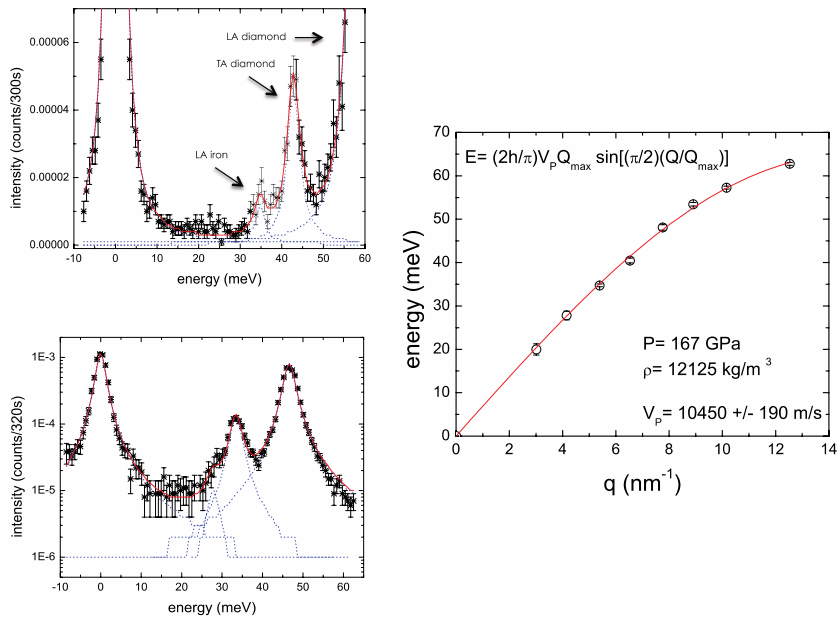 0.00006
0.00004
0.00002
0.00000
intensity (counts/300s)
LA diamond
TA diamond
LA iron
-10 0 10 20 30 40 50 60
energy (meV)
1E-3
1E-4
1E-5
1E-6
intensity (counts/320s)
-10 0 10 20 30 40 50 60
energy (meV)
70
60
50
40
30
20
10
0
energy (meV)
E= (2h/π)V_PQ_max sin[(π/2)(Q/Q_max)]
P= 167 GPa
ρ= 12125 kg/m ³
V_P= 10450 +/- 190 m/s
0 2 4 6 8 10 12 14
q (nm⁻¹)